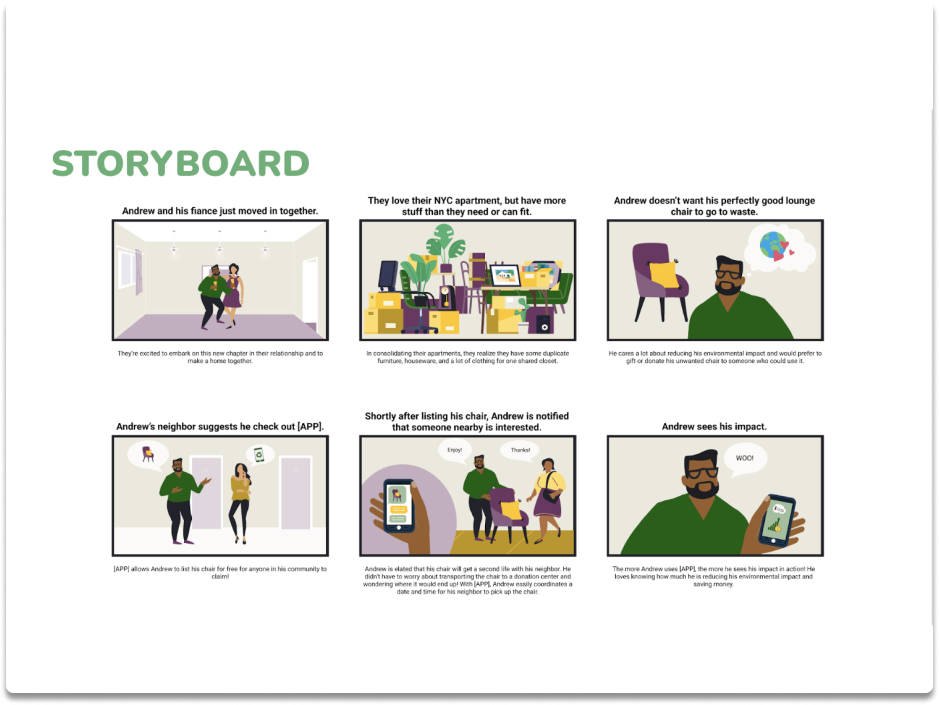 STORYBOARD
Andrew and his fiance just moved in together.
They're excited to embark on this new chapter in their relationship and to
make a home together.
They love their NYC apartment, but have more
stuff than they need or can fit.
In consolidating their apartments, they realize they have some duplicate
furniture, houseware, and a lot of clothing for one shared closet.
Andrew doesn't want his perfectly good lounge
chair to go to waste.
He cares a lot about reducing his environmental impact and would prefer to
gift or donate his unwanted chair to someone who could use it.
Andrew's neighbor suggests he check out [APP].
[APP] allows Andrew to list his chair for free for anyone in his community to
claim!
Shortly after listing his chair, Andrew is notified
that someone nearby is interested.
Enjoy!
Thanks!
Andrew is elated that his chair will get a second life with his neighbor. He
didn't have to worry about transporting the chair to a donation center and
wondering where it would end up! With [APP], Andrew easily coordinates a
date and time for his neighbor to pick up the chair.
Andrew sees his impact.
WOO!
The more Andrew uses [APP], the more he sees his impact in action! He
loves knowing how much he is reducing his environmental impact and
saving money.